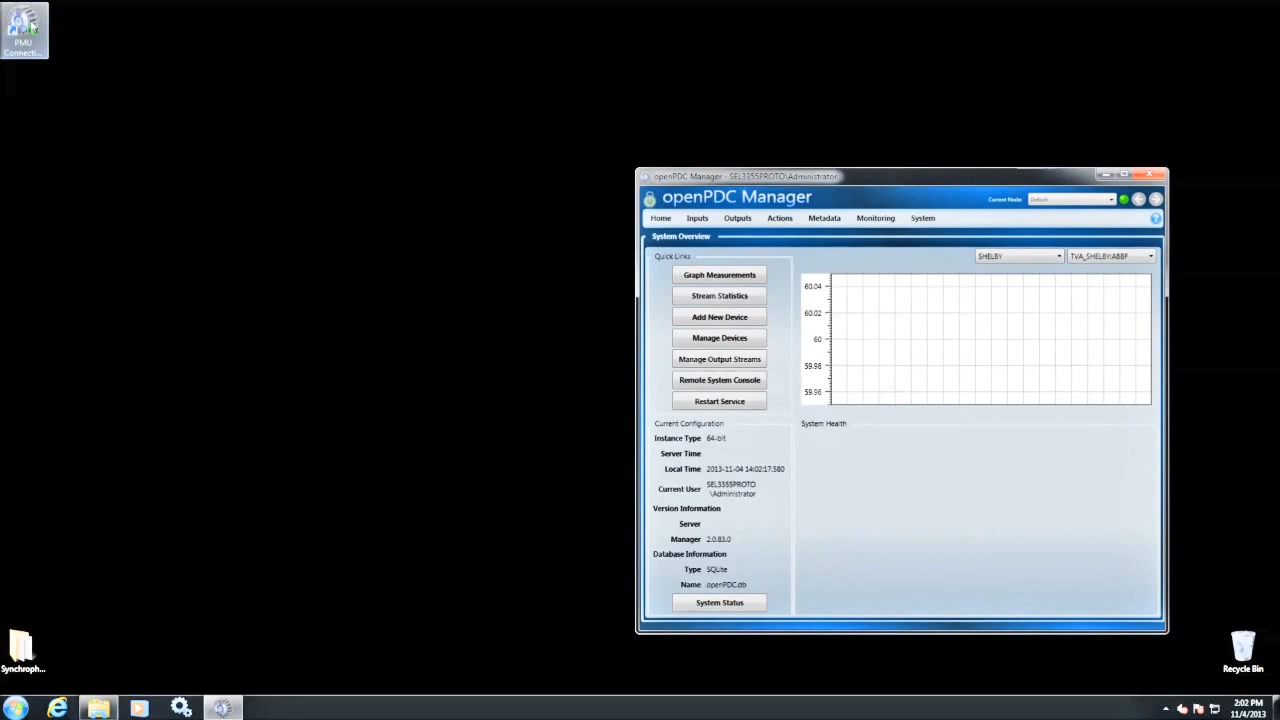 PMU
Connecti...
openPDC Manager - SEL3355PROTO\Administrator
openPDC Manager
Current Node: Default
Home Inputs Outputs Actions Metadata Monitoring System
System Overview
Quick Links
SHELBY
TVA_SHELBY:ABBF
Graph Measurements
Stream Statistics
Add New Device
Manage Devices
Manage Output Streams
Remote System Console
Restart Service
60.04
60.02
60
59.98
59.96
Current Configuration
Instance Type 64-bit
Server Time
Local Time 2013-11-04 14:02:17.580
Current User SEL3355PROTO
\Administrator
Version Information
Server
Manager 2.0.83.0
Database Information
Type SQLite
Name openPDC.db
System Status
System Health
Synchroph...
Recycle Bin
2:02 PM
11/4/2013